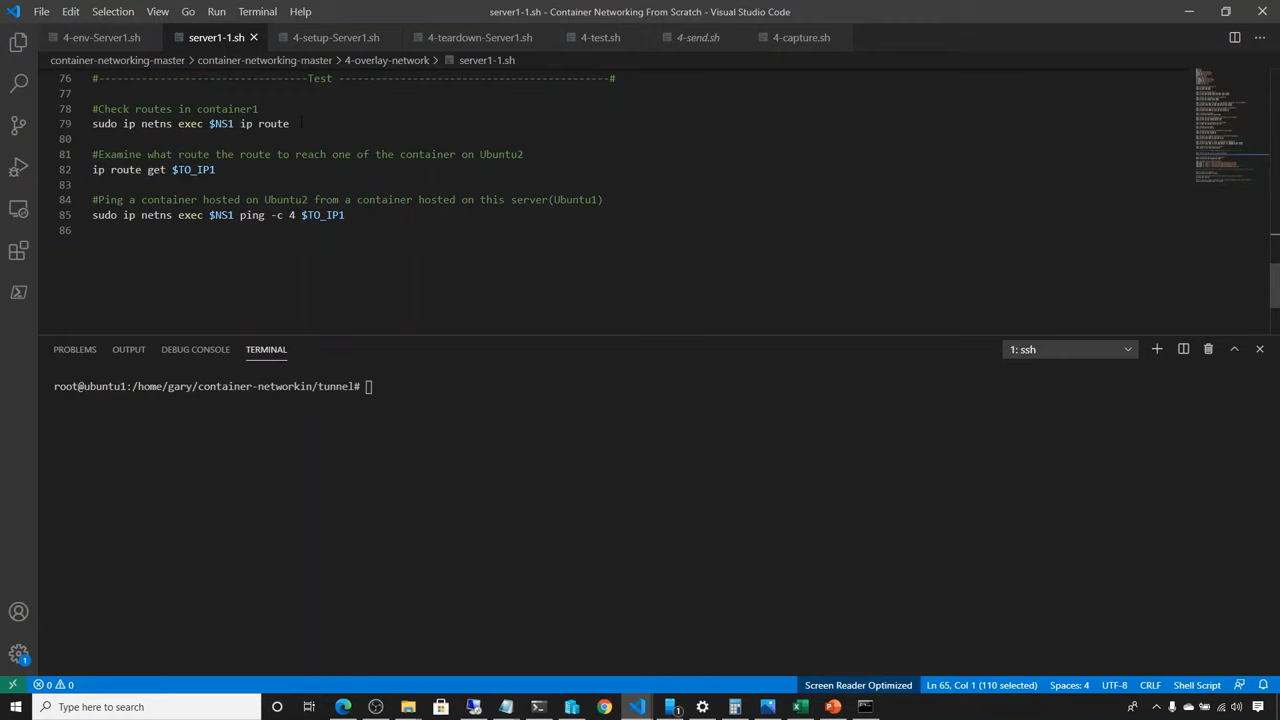 File Edit Selection View Go Run Terminal Help
server1-1.sh - Container Networking From Scratch - Visual Studio Code
4-env-Server1.sh server1-1.sh 4-setup-Server1.sh 4-teardown-Server1.sh 4-test.sh 4-send.sh 4-capture.sh
container-networking-master > container-networking-master > 4-overlay-network > server1-1.sh
76 #--------------------------------Test ----------------------------------------#
77
78 #Check routes in container1
79 sudo ip netns exec $NS1 ip route
80
81 #Examine what route the route to reach one of the container on Ubuntu2
82 ip route get $TO_IP1
83
84 #Ping a container hosted on Ubuntu2 from a container hosted on this server(Ubuntu1)
85 sudo ip netns exec $NS1 ping -c 4 $TO_IP1
86
PROBLEMS OUTPUT DEBUG CONSOLE TERMINAL
1: ssh
root@ubuntu1:/home/gary/container-networkin/tunnel#
1
0 0
Screen Reader Optimized Ln 65, Col 1 (110 selected) Spaces: 4 UTF-8 CRLF Shell Script
Type here to search